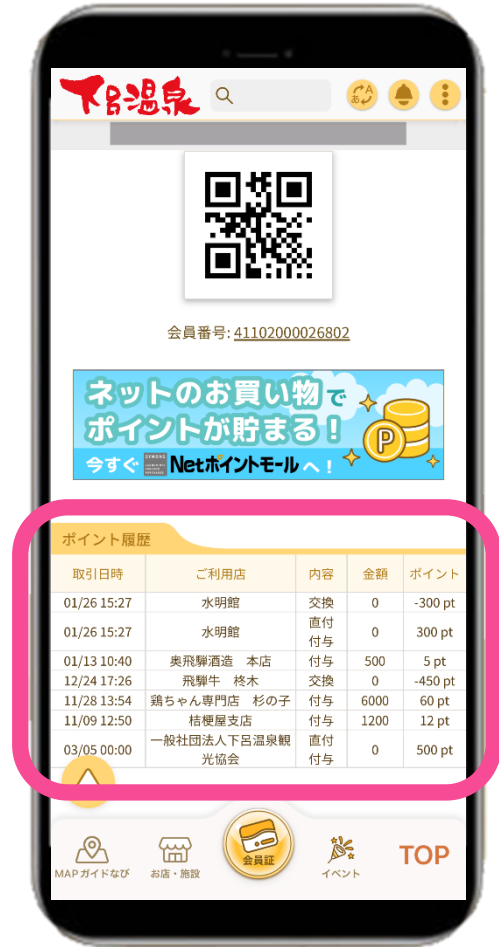 下呂温泉
会員番号: 41102000026802
ネットのお買い物で
ポイントが貯まる!
今すぐ Netポイントモールへ!
ポイント履歴
取引日時 ご利用店 内容 金額 ポイント
01/26 15:27 水明館 交換 0 -300 pt
01/26 15:27 水明館 直付付与 0 300 pt
01/13 10:40 奥飛騨酒造 本店 付与 500 5 pt
12/24 17:26 飛騨牛 柊木 交換 0 -450 pt
11/28 13:54 鶏ちゃん専門店 杉の子 付与 6000 60 pt
11/09 12:50 桔梗屋支店 付与 1200 12 pt
03/05 00:00 一般社団法人下呂温泉観光協会 直付付与 0 500 pt
MAPガイドなび お店・施設 会員証 イベント TOP